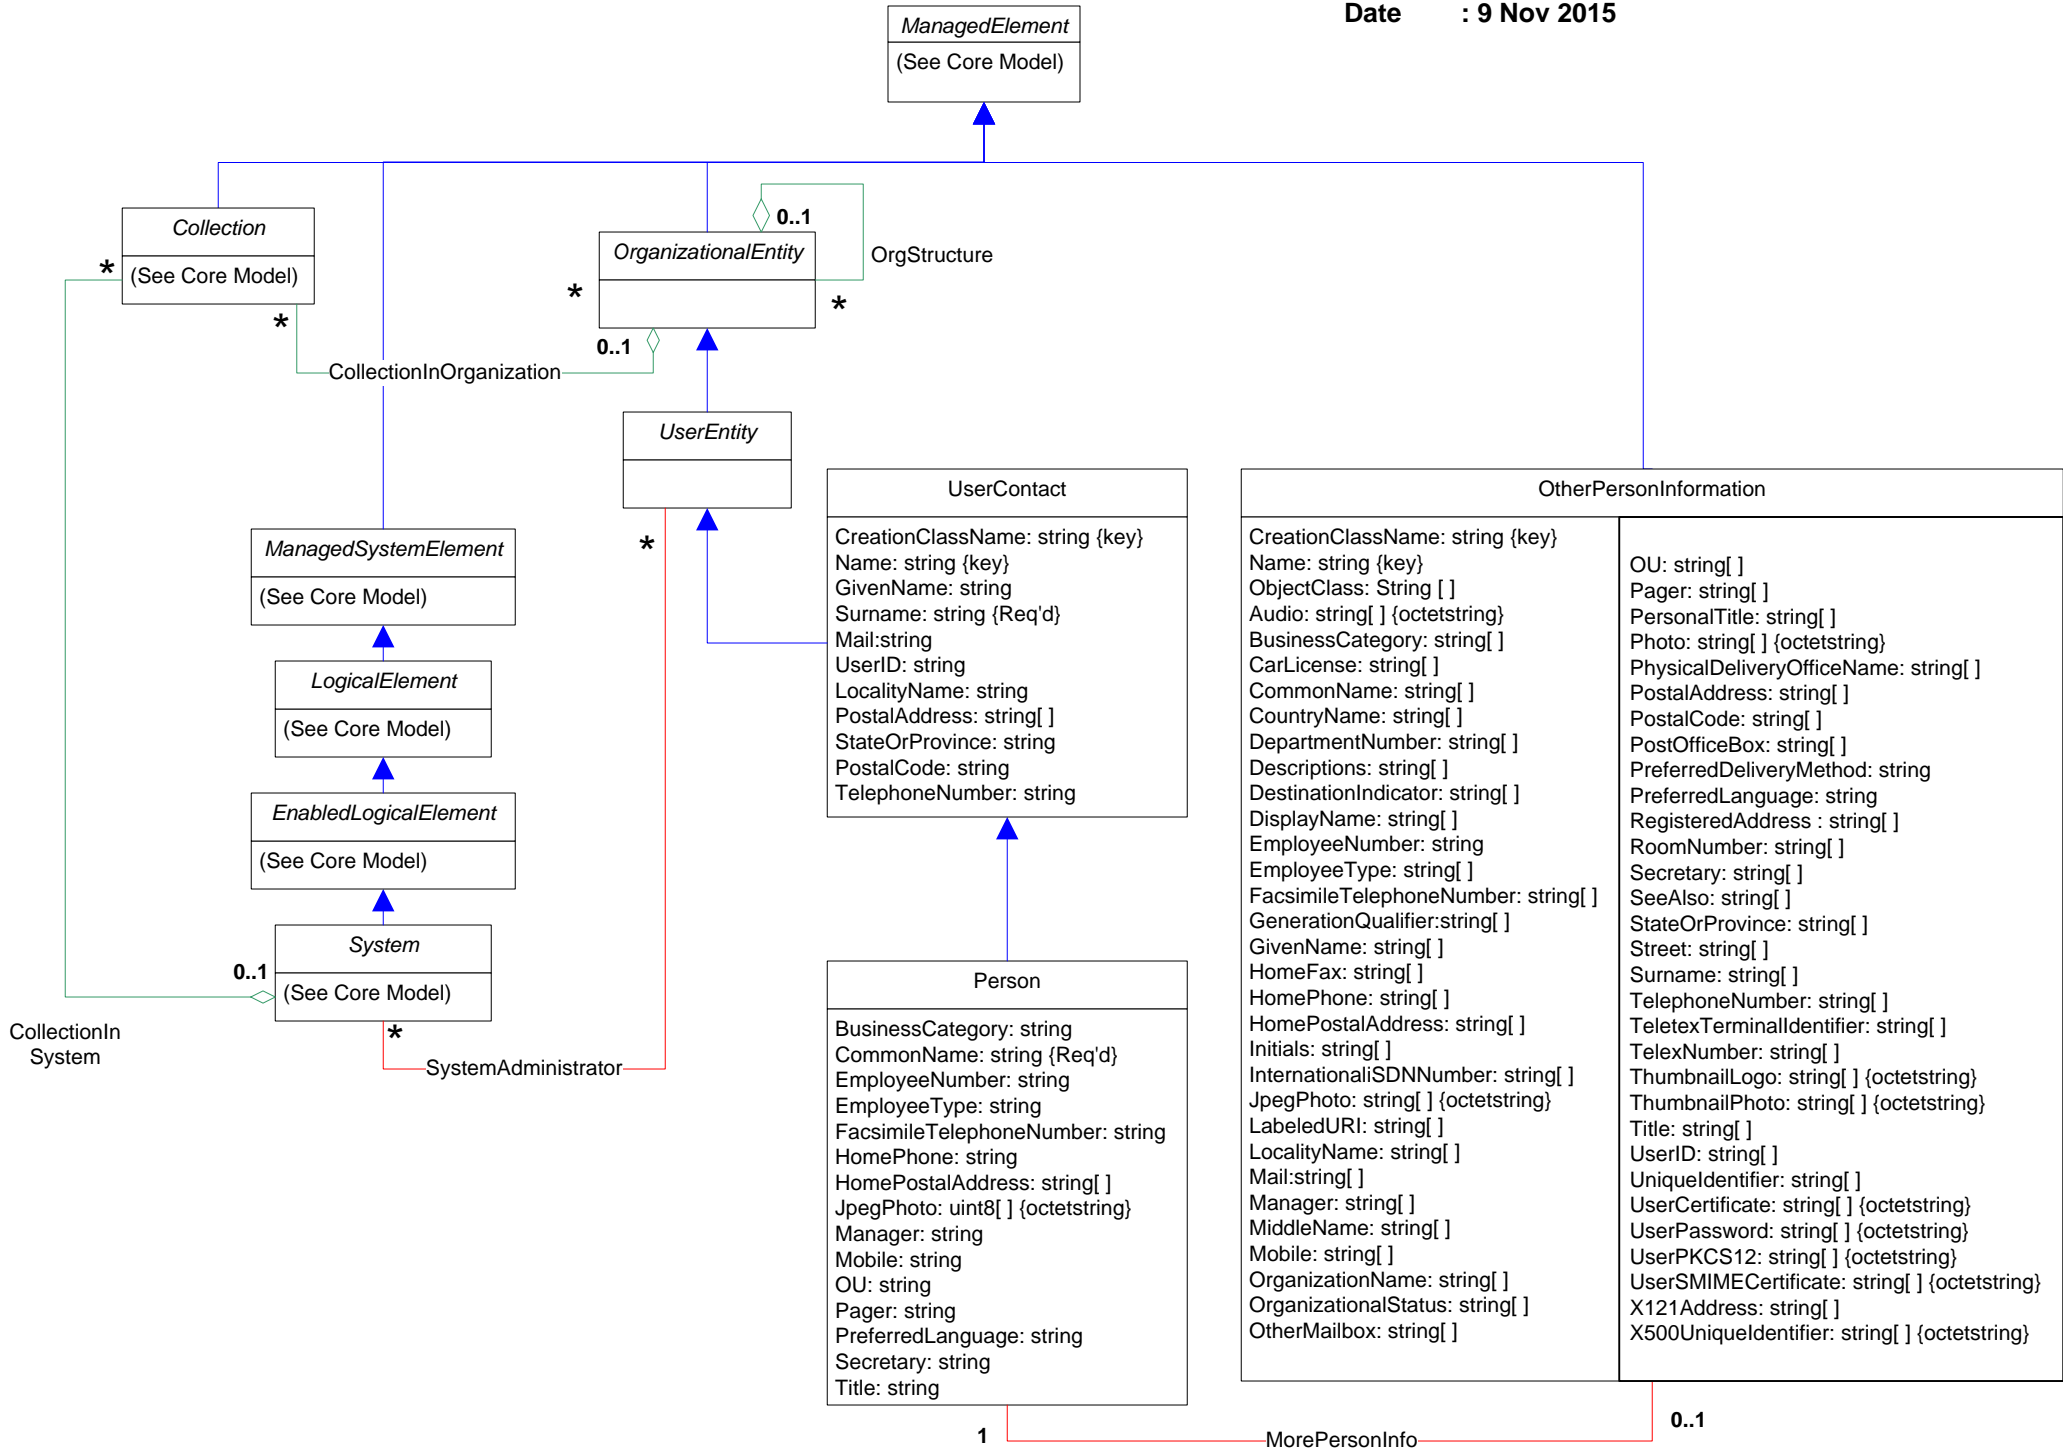 Date : 9 Nov 2015
ManagedElement
(See Core Model)
Collection
(See Core Model)
*
*
OrganizationalEntity
0..1
OrgStructure
*
*
0..1
CollectionInOrganization
UserEntity
*
ManagedSystemElement
(See Core Model)
LogicalElement
(See Core Model)
EnabledLogicalElement
(See Core Model)
System
(See Core Model)
0..1
*
CollectionIn
System
SystemAdministrator
UserContact
CreationClassName: string {key}
Name: string {key}
GivenName: string
Surname: string {Req'd}
Mail:string
UserID: string
LocalityName: string
PostalAddress: string[ ]
StateOrProvince: string
PostalCode: string
TelephoneNumber: string
Person
BusinessCategory: string
CommonName: string {Req'd}
EmployeeNumber: string
EmployeeType: string
FacsimileTelephoneNumber: string
HomePhone: string
HomePostalAddress: string[ ]
JpegPhoto: uint8[ ] {octetstring}
Manager: string
Mobile: string
OU: string
Pager: string
PreferredLanguage: string
Secretary: string
Title: string
OtherPersonInformation
CreationClassName: string {key}
Name: string {key}
ObjectClass: String [ ]
Audio: string[ ] {octetstring}
BusinessCategory: string[ ]
CarLicense: string[ ]
CommonName: string[ ]
CountryName: string[ ]
DepartmentNumber: string[ ]
Descriptions: string[ ]
DestinationIndicator: string[ ]
DisplayName: string[ ]
EmployeeNumber: string
EmployeeType: string[ ]
FacsimileTelephoneNumber: string[ ]
GenerationQualifier:string[ ]
GivenName: string[ ]
HomeFax: string[ ]
HomePhone: string[ ]
HomePostalAddress: string[ ]
Initials: string[ ]
InternationaliSDNNumber: string[ ]
JpegPhoto: string[ ] {octetstring}
LabeledURI: string[ ]
LocalityName: string[ ]
Mail:string[ ]
Manager: string[ ]
MiddleName: string[ ]
Mobile: string[ ]
OrganizationName: string[ ]
OrganizationalStatus: string[ ]
OtherMailbox: string[ ]
OU: string[ ]
Pager: string[ ]
PersonalTitle: string[ ]
Photo: string[ ] {octetstring}
PhysicalDeliveryOfficeName: string[ ]
PostalAddress: string[ ]
PostalCode: string[ ]
PostOfficeBox: string[ ]
PreferredDeliveryMethod: string
PreferredLanguage: string
RegisteredAddress : string[ ]
RoomNumber: string[ ]
Secretary: string[ ]
SeeAlso: string[ ]
StateOrProvince: string[ ]
Street: string[ ]
Surname: string[ ]
TelephoneNumber: string[ ]
TeletexTerminalIdentifier: string[ ]
TelexNumber: string[ ]
ThumbnailLogo: string[ ] {octetstring}
ThumbnailPhoto: string[ ] {octetstring}
Title: string[ ]
UserID: string[ ]
UniqueIdentifier: string[ ]
UserCertificate: string[ ] {octetstring}
UserPassword: string[ ] {octetstring}
UserPKCS12: string[ ] {octetstring}
UserSMIMECertificate: string[ ] {octetstring}
X121Address: string[ ]
X500UniqueIdentifier: string[ ] {octetstring}
1
MorePersonInfo
0..1